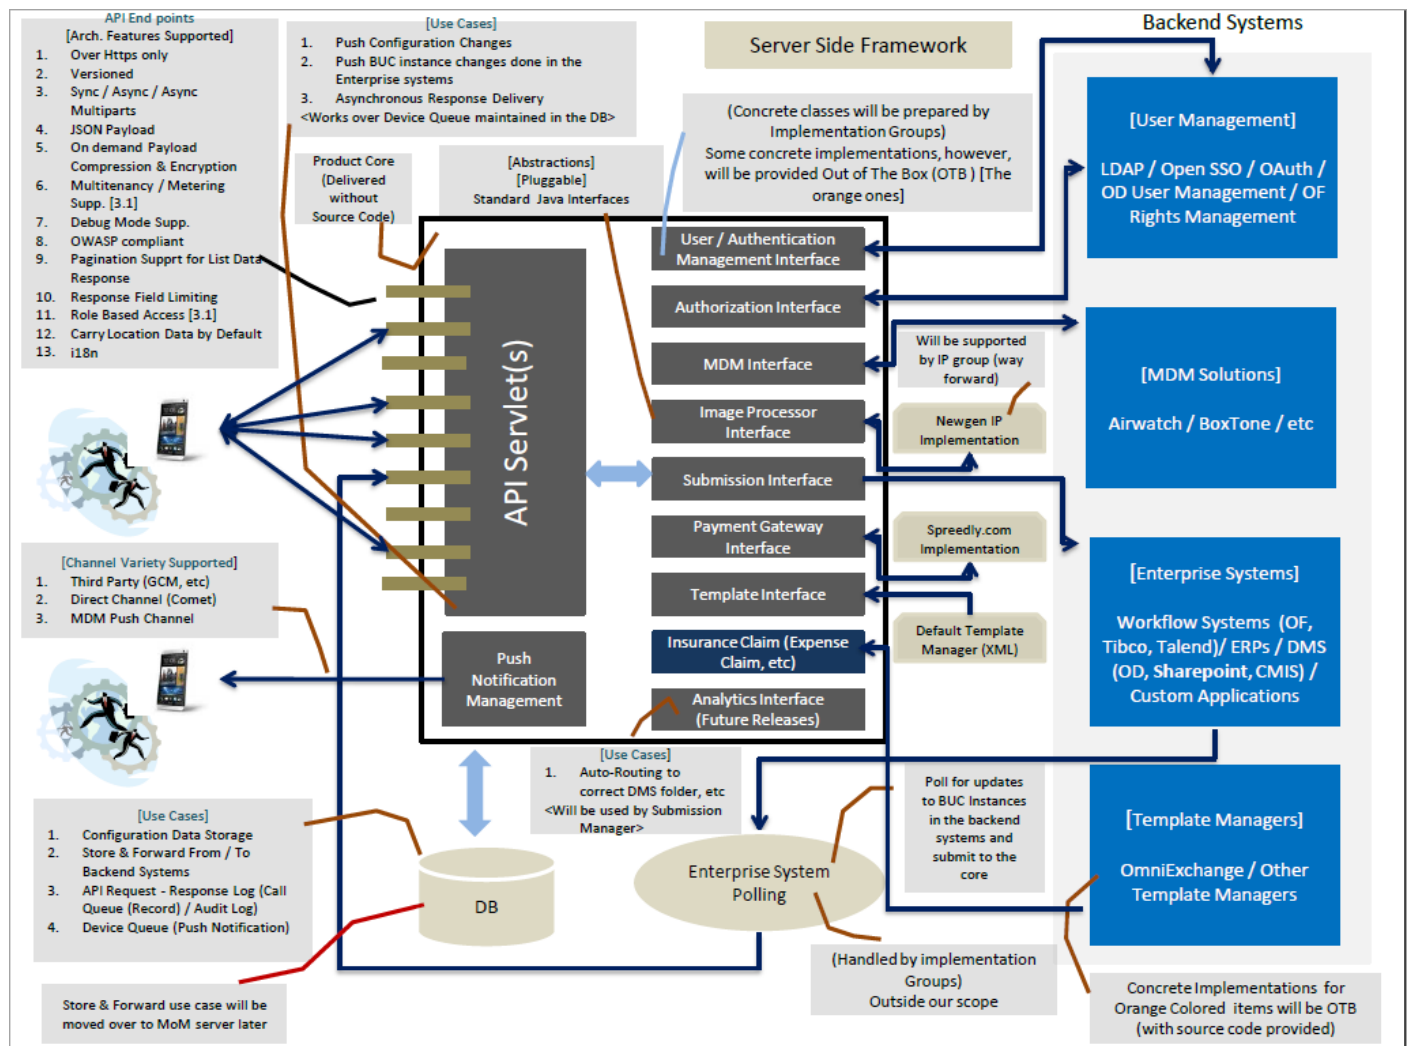 API End points
[Arch. Features Supported]
1. Over Https only
2. Versioned
3. Sync / Async / Async
Multiparts
4. JSON Payload
5. On demand Payload
Compression & Encryption
6. Multitenancy / Metering
Supp. [3.1]
7. Debug Mode Supp.
8. OWASP compliant
9. Pagination Supprt for List Data
Response
10. Response Field Limiting
11. Role Based Access [3.1]
12. Carry Location Data by Default
13. i18n
[Use Cases]
1. Push Configuration Changes
2. Push BUC instance changes done in the
Enterprise systems
3. Asynchronous Response Delivery
<Works over Device Queue maintained in the DB>
Server Side Framework
Backend Systems
Product Core
(Delivered
without
Source Code)
[Abstractions]
[Pluggable]
Standard Java Interfaces
(Concrete classes will be prepared by
Implementation Groups)
Some concrete implementations, however,
will be provided Out of The Box (OTB ) [The
orange ones]
[User Management]
LDAP / Open SSO / OAuth /
OD User Management / OF
Rights Management
API Servlet(s)
User / Authentication
Management Interface
Authorization Interface
MDM Interface
Image Processor
Interface
Submission Interface
Payment Gateway
Interface
Template Interface
Insurance Claim (Expense
Claim, etc)
Analytics Interface
(Future Releases)
Will be supported
by IP group (way
forward)
Newgen IP
Implementation
Spreedly.com
Implementation
Default Template
Manager (XML)
[MDM Solutions]
Airwatch / BoxTone / etc
[Enterprise Systems]
Workflow Systems (OF,
Tibco, Talend)/ ERPs / DMS
(OD, Sharepoint, CMIS) /
Custom Applications
[Channel Variety Supported]
1. Third Party (GCM, etc)
2. Direct Channel (Comet)
3. MDM Push Channel
Push
Notification
Management
[Use Cases]
1. Auto-Routing to
correct DMS folder, etc
<Will be used by Submission
Manager>
Poll for updates
to BUC Instances
in the backend
systems and
submit to the
core
[Template Managers]
OmniExchange / Other
Template Managers
[Use Cases]
1. Configuration Data Storage
2. Store & Forward From / To
Backend Systems
3. API Request - Response Log (Call
Queue (Record) / Audit Log)
4. Device Queue (Push Notification)
DB
Enterprise System
Polling
(Handled by implementation
Groups)
Outside our scope
Store & Forward use case will be
moved over to MoM server later
Concrete Implementations for
Orange Colored items will be OTB
(with source code provided)